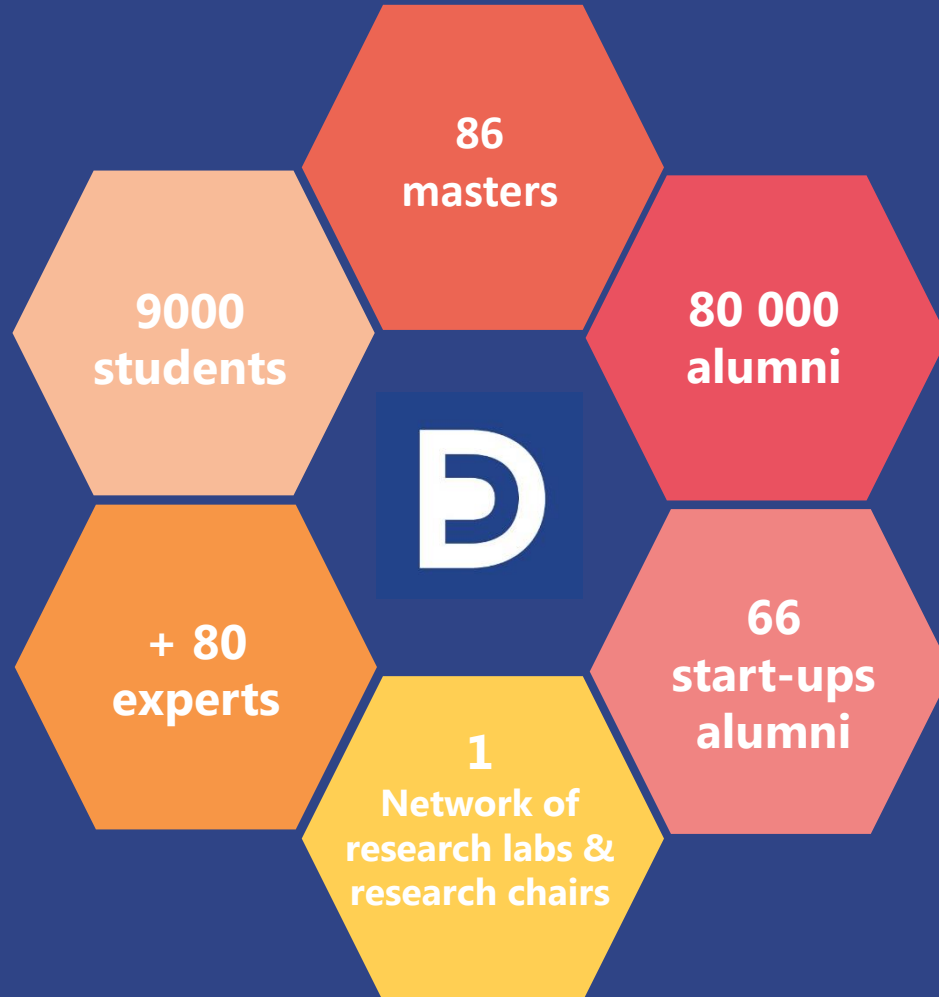 86
masters
9000
students
80 000
alumni
D
+ 80
experts
66
start-ups
alumni
1
Network of
research labs &
research chairs